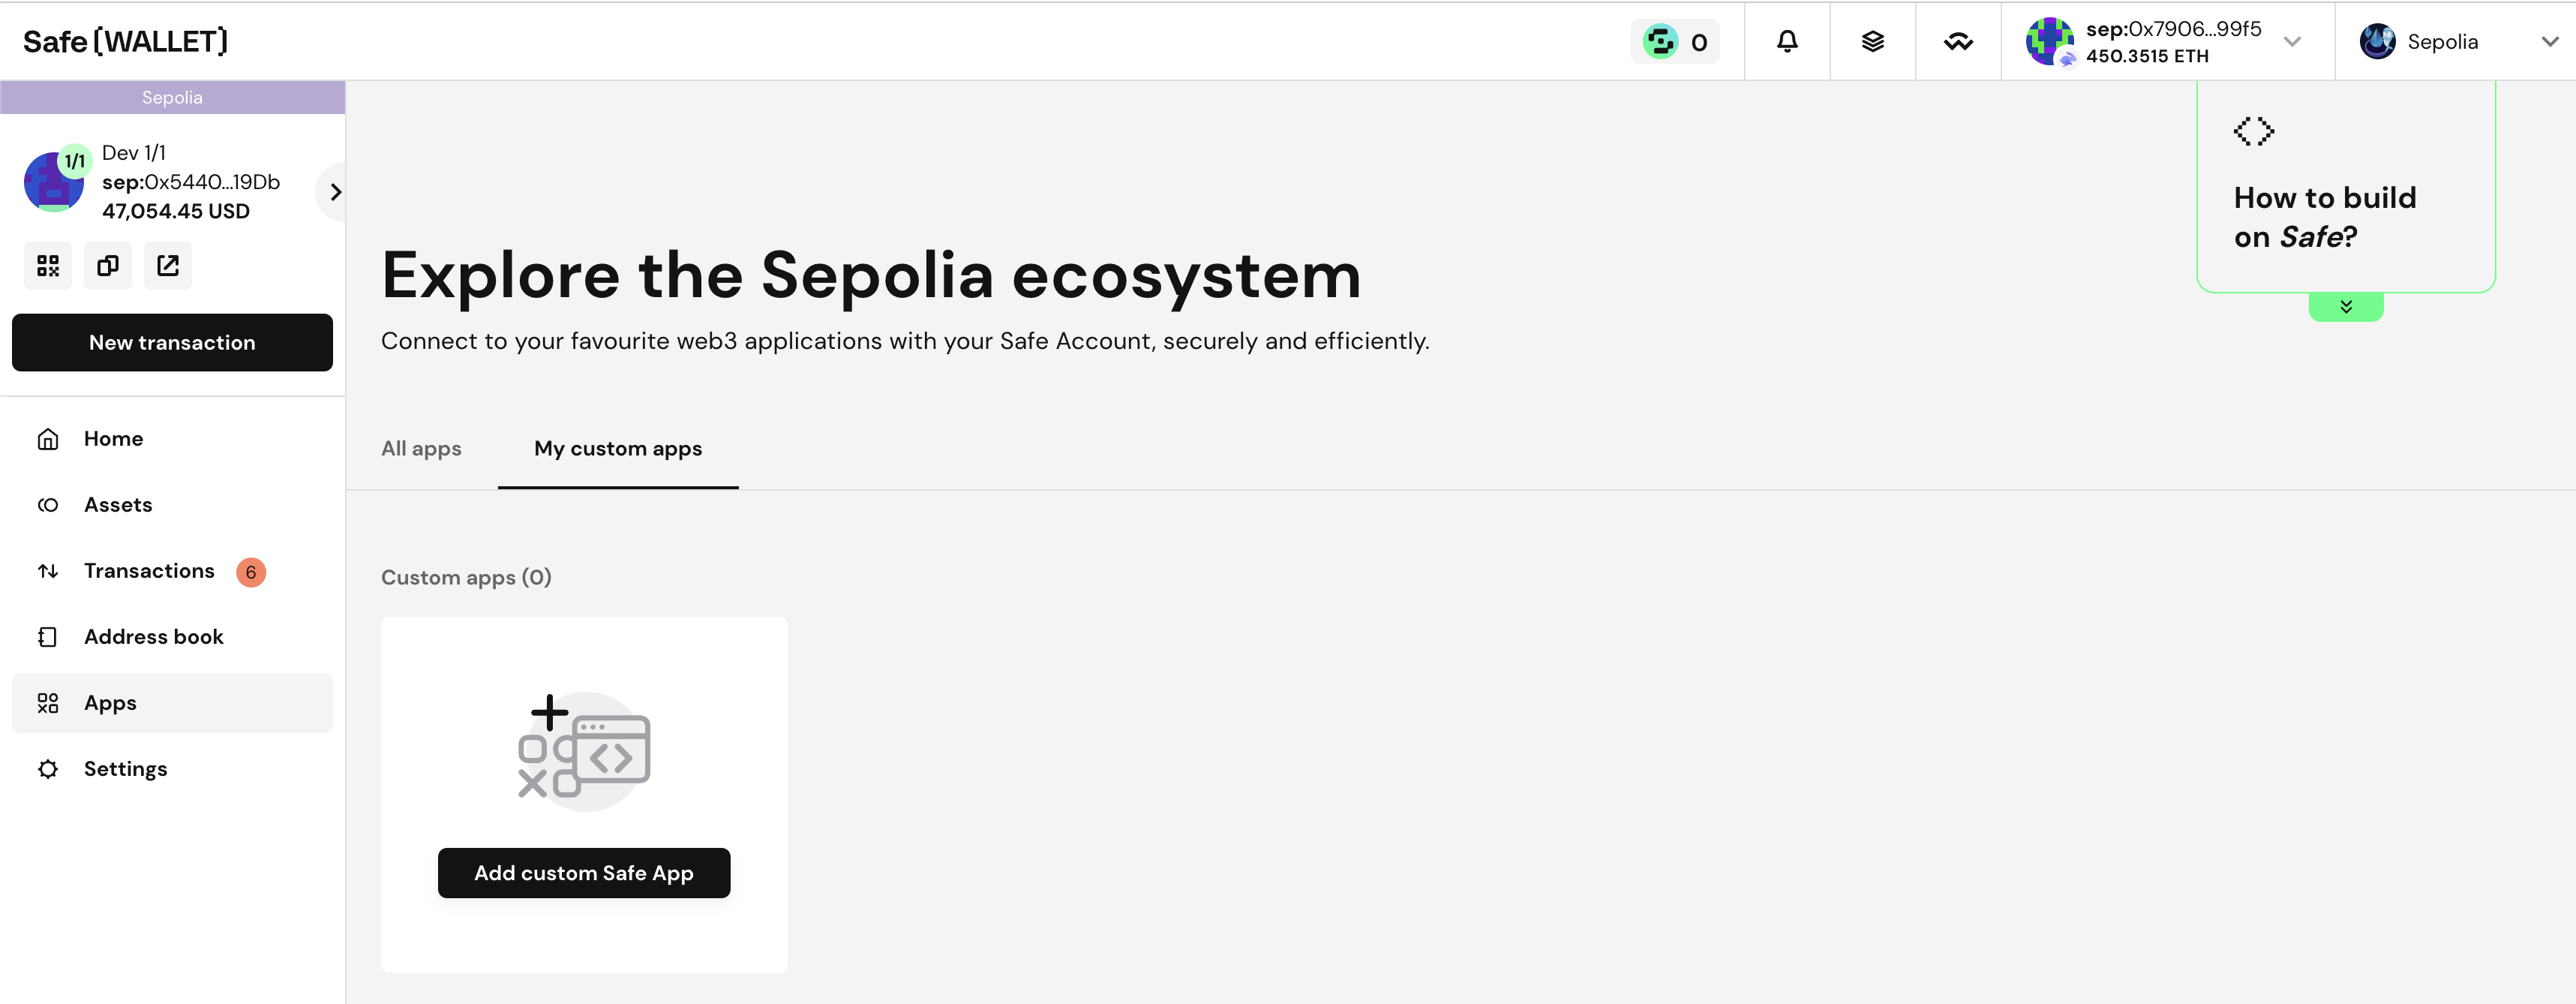 Safe{WALLET}
0
sep:0x7906...99f5
450.3515 ETH
Sepolia
Sepolia
1/1
Dev 1/1
sep:0x5440...19Db
47,054.45 USD
New transaction
Home
Assets
Transactions 6
Address book
Apps
Settings
How to build
on Safe?
Explore the Sepolia ecosystem
Connect to your favourite web3 applications with your Safe Account, securely and efficiently.
All apps
My custom apps
Custom apps (0)
Add custom Safe App